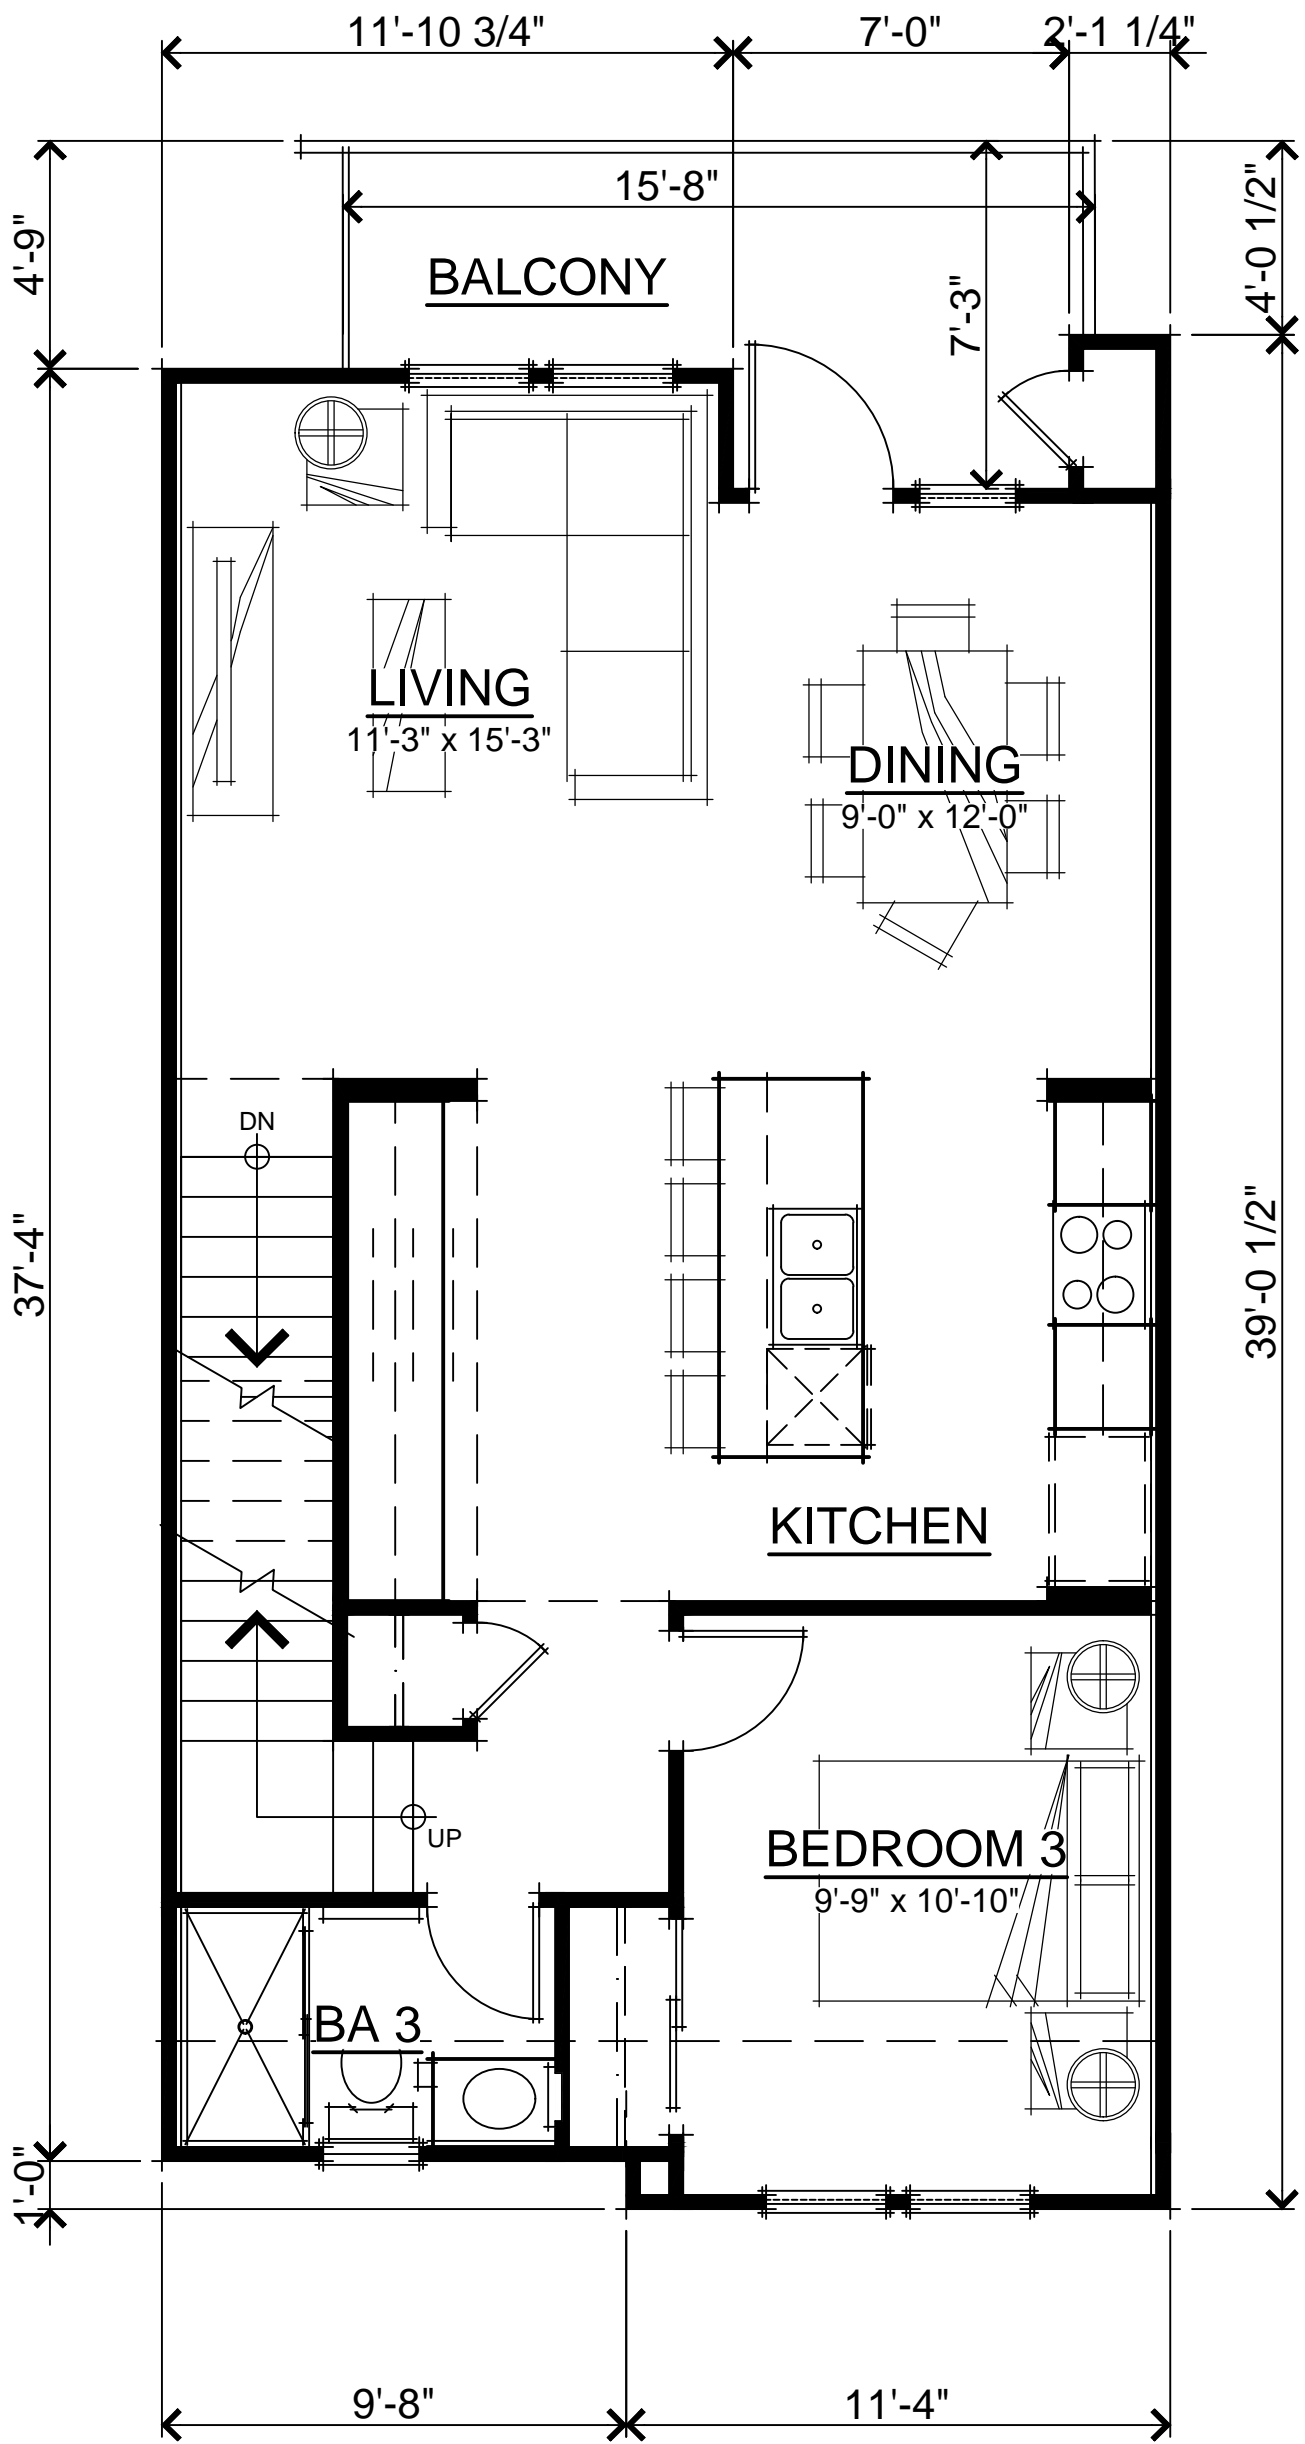 11'-10 3/4" 7'-0" 2'-1 1/4"
15'-8"
4'-9"
4'-0 1/2"
BALCONY
7'-3"
LIVING
11'-3" x 15'-3"
DINING
9'-0" x 12'-0"
DN
37'-4"
39'-0 1/2"
KITCHEN
UP
BEDROOM 3
9'-9" x 10'-10"
BA 3
1'-0"
9'-8" 11'-4"